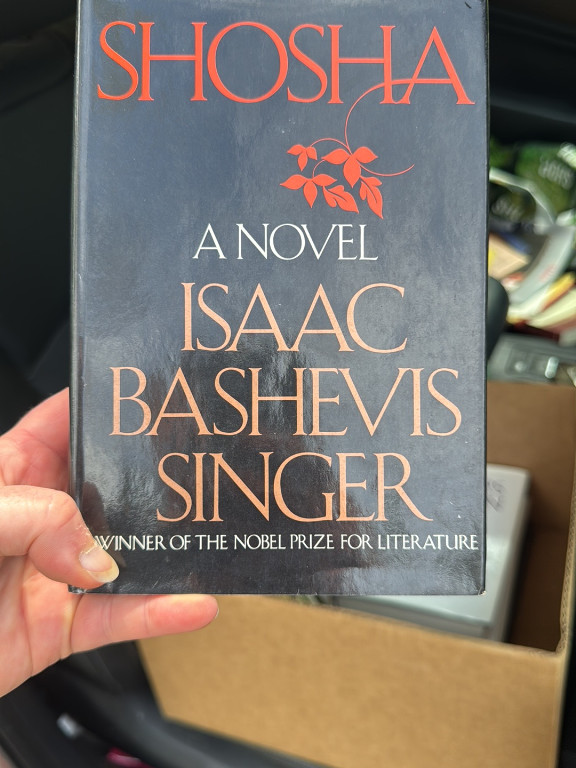 SHOSHA
A NOVEL
ISAAC
BASHEVIS
SINGER
WINNER OF THE NOBEL PRIZE FOR LITERATURE